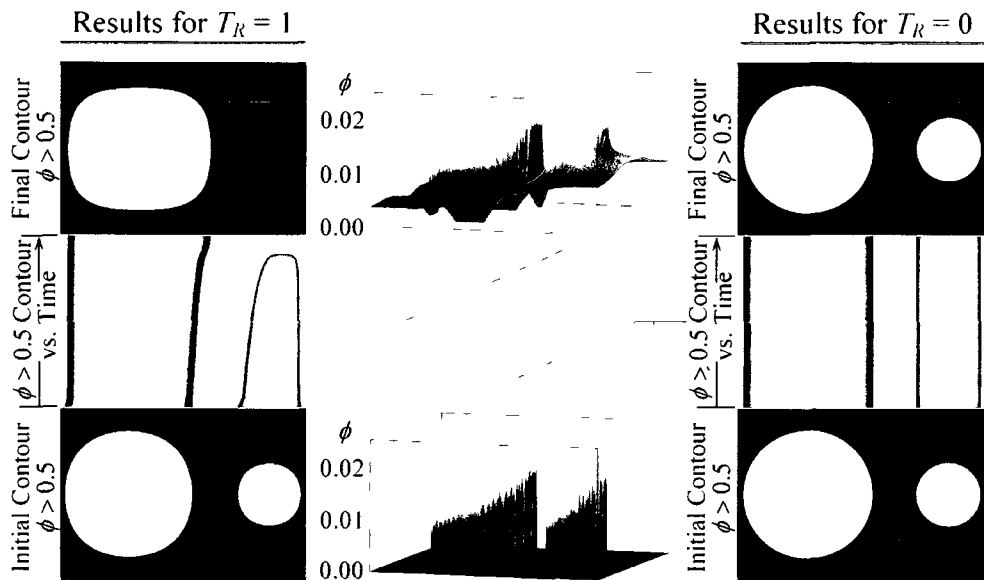 Results for T_R = 1
Final Contour
ϕ > 0.5
ϕ > 0.5 Contour
vs. Time
Initial Contour
ϕ > 0.5
ϕ
0.02
0.01
0.00
ϕ
0.02
0.01
0.00
Results for T_R = 0
Final Contour
ϕ > 0.5
ϕ > 0.5 Contour
vs. Time
Initial Contour
ϕ > 0.5